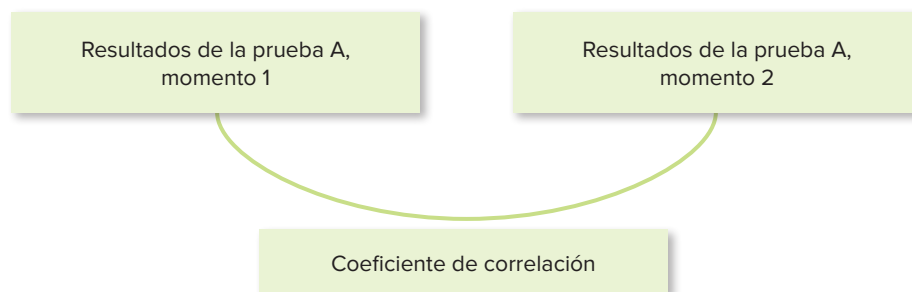 Resultados de la prueba A,
momento 1
Resultados de la prueba A,
momento 2
Coeficiente de correlación